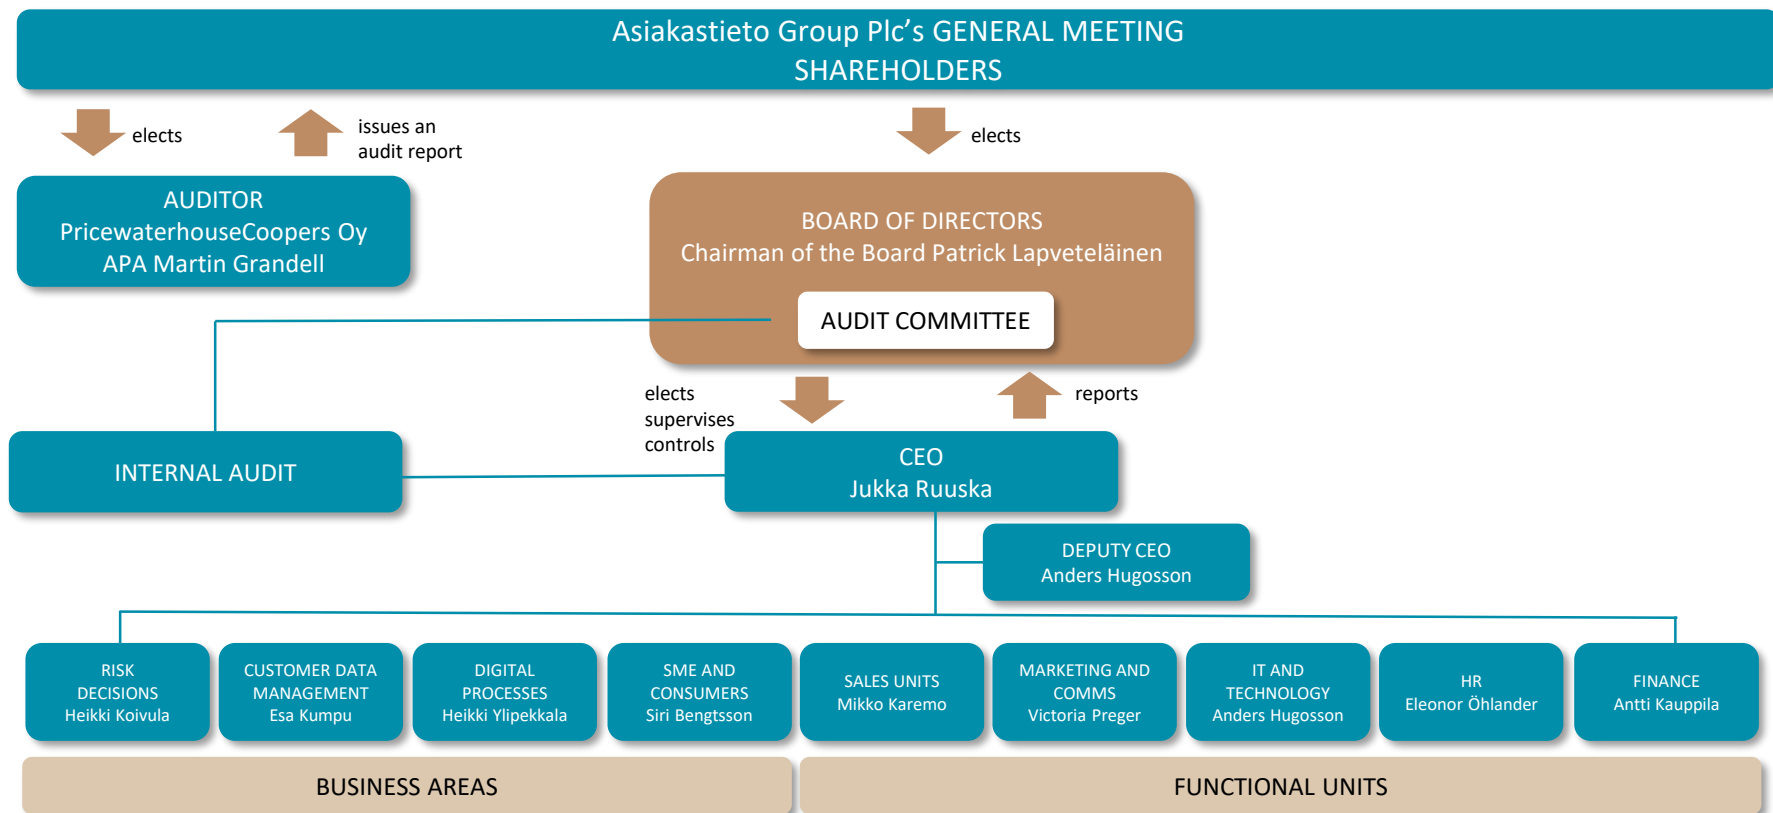 Asiakastieto Group Plc’s GENERAL MEETING
SHAREHOLDERS
elects
issues an
audit report
elects
AUDITOR
PricewaterhouseCoopers Oy
APA Martin Grandell
BOARD OF DIRECTORS
Chairman of the Board Patrick Lapveteläinen
AUDIT COMMITTEE
elects
supervises
controls
reports
INTERNAL AUDIT
CEO
Jukka Ruuska
DEPUTY CEO
Anders Hugosson
RISK
DECISIONS
Heikki Koivula
CUSTOMER DATA
MANAGEMENT
Esa Kumpu
DIGITAL
PROCESSES
Heikki Ylipekkala
SME AND
CONSUMERS
Siri Bengtsson
SALES UNITS
Mikko Karemo
MARKETING AND
COMMS
Victoria Preger
IT AND
TECHNOLOGY
Anders Hugosson
HR
Eleonor Öhlander
FINANCE
Antti Kauppila
BUSINESS AREAS
FUNCTIONAL UNITS